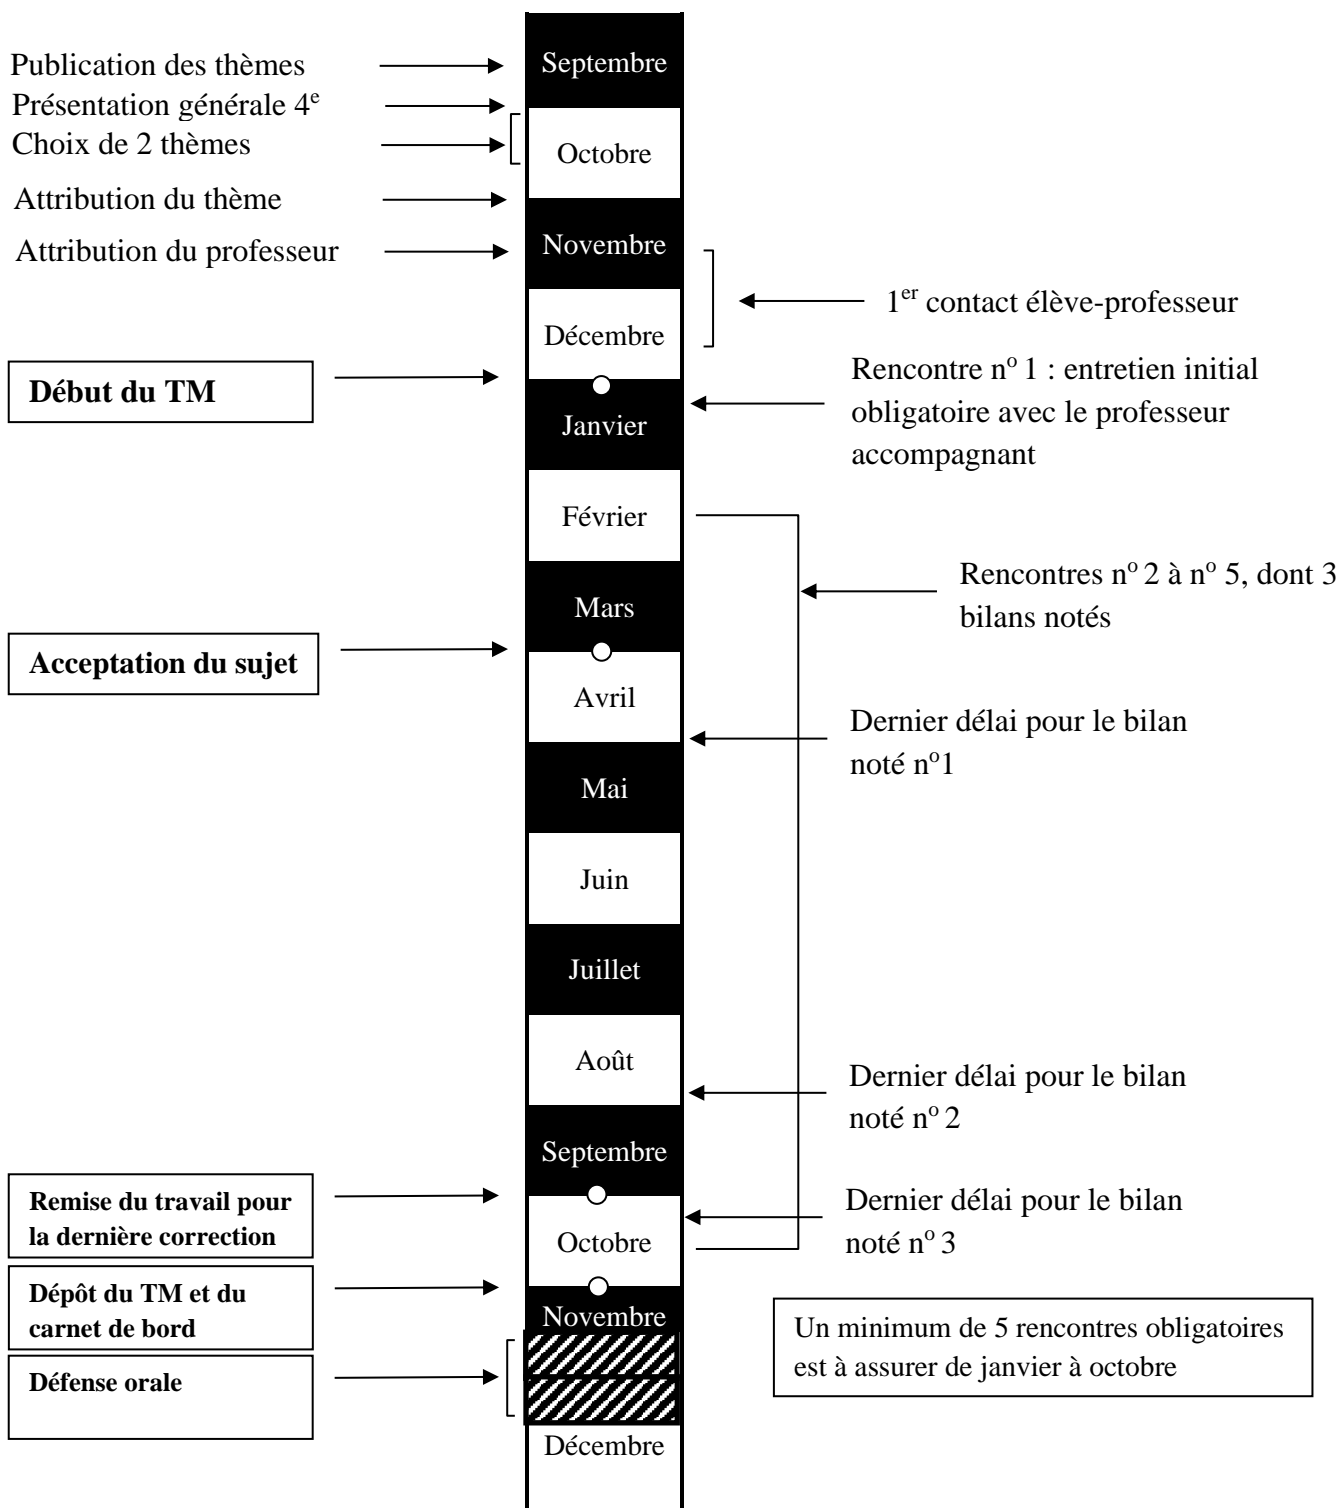 Septembre
Publication des thèmes
Présentation générale 4e
Choix de 2 thèmes
Octobre
Attribution du thème
Novembre
Attribution du professeur
1er contact élève-professeur
Décembre
Début du TM
Rencontre nº 1 : entretien initial
obligatoire avec le professeur
accompagnant
Janvier
Février
Rencontres nº 2 à nº 5, dont 3
bilans notés
Mars
Acceptation du sujet
Avril
Dernier délai pour le bilan
noté nº1
Mai
Juin
Juillet
Août
Dernier délai pour le bilan
noté nº 2
Septembre
Remise du travail pour
la dernière correction
Dernier délai pour le bilan
noté nº 3
Octobre
Dépôt du TM et du
carnet de bord
Novembre
Un minimum de 5 rencontres obligatoires
est à assurer de janvier à octobre
Défense orale
Décembre